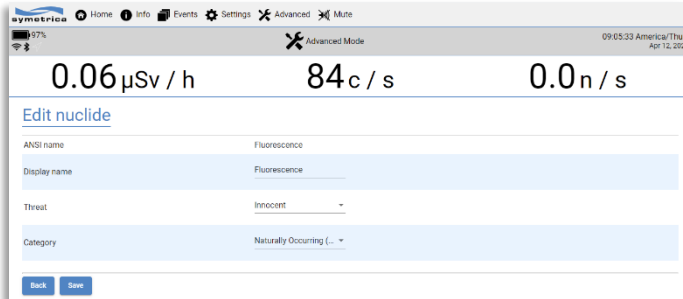 symetrica Home Info Events Settings Advanced Mute
97% Advanced Mode 09:05:33 America/Thu
Apr 12, 202
0.06 μSv / h 84 c / s 0.0 n / s
Edit nuclide
ANSI name Fluorescence
Display name Fluorescence
Threat Innocent
Category Naturally Occurring (...
Back Save